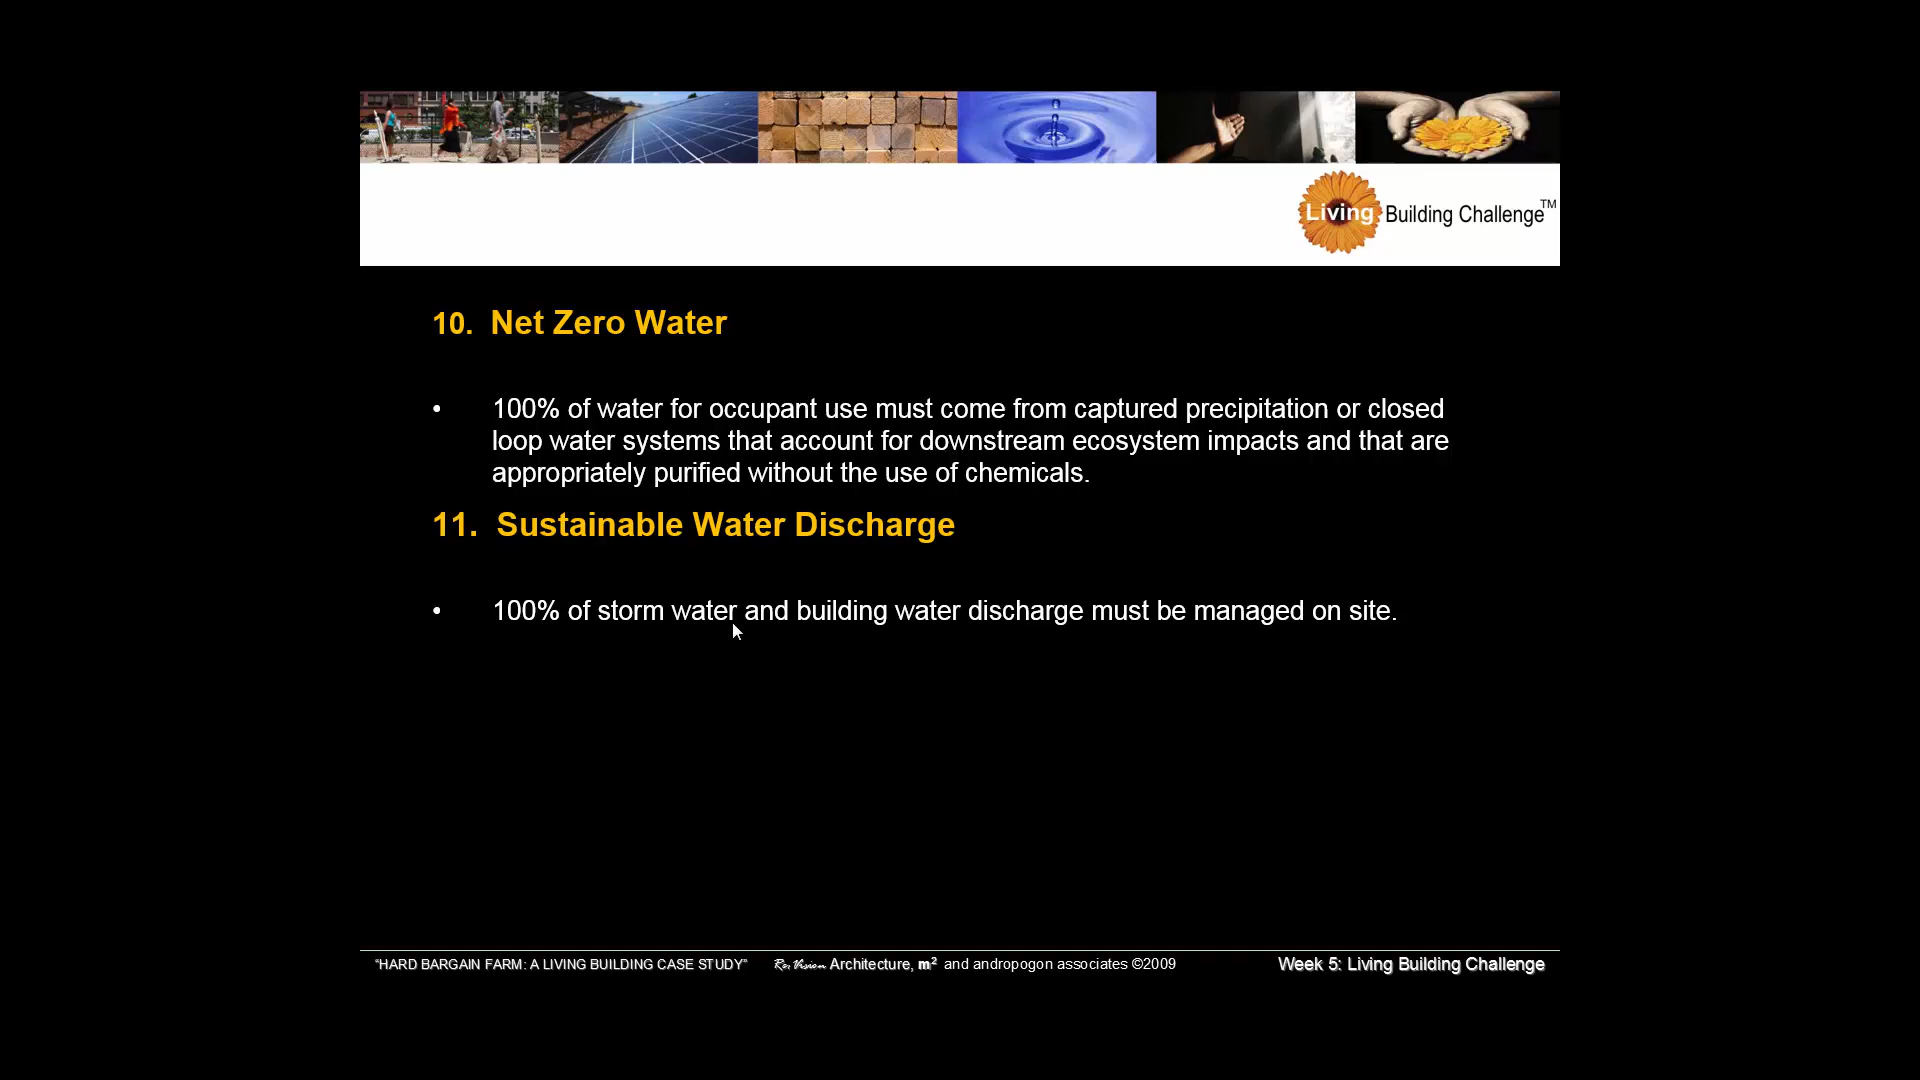 Living Building Challenge™
10. Net Zero Water
• 100% of water for occupant use must come from captured precipitation or closed
loop water systems that account for downstream ecosystem impacts and that are
appropriately purified without the use of chemicals.
11. Sustainable Water Discharge
• 100% of storm water and building water discharge must be managed on site.
“HARD BARGAIN FARM: A LIVING BUILDING CASE STUDY” Re:Vision Architecture, m² and andropogon associates ©2009 Week 5: Living Building Challenge